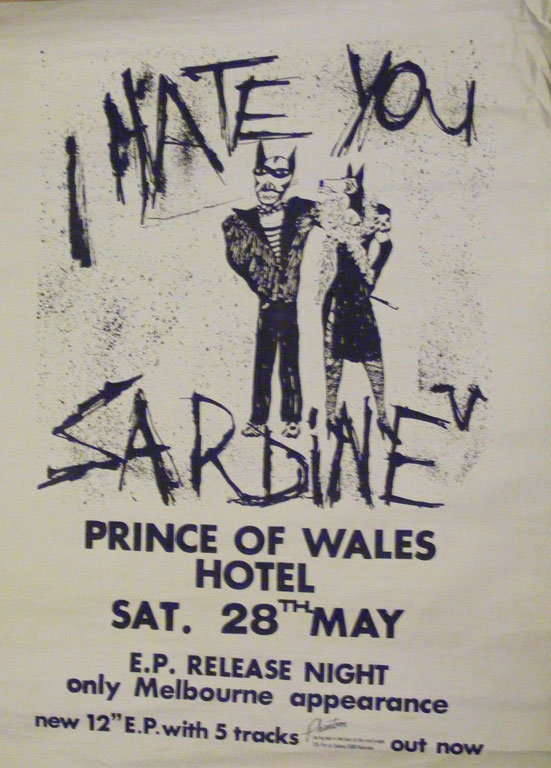 I HATE YOU
SARDINE v
PRINCE OF WALES
HOTEL
SAT. 28TH MAY
E.P. RELEASE NIGHT
only Melbourne appearance
new 12" E.P. with 5 tracks Phantom out now